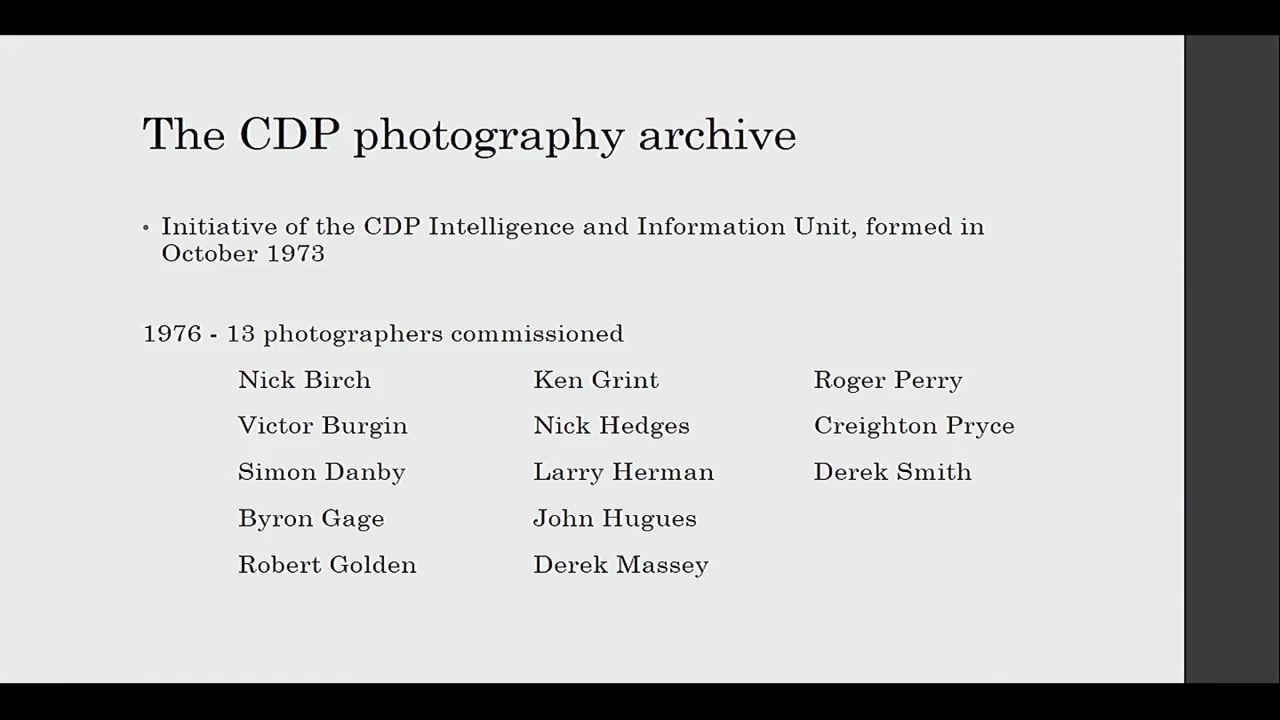 The CDP photography archive
• Initiative of the CDP Intelligence and Information Unit, formed in
October 1973
1976 - 13 photographers commissioned
Nick Birch Ken Grint Roger Perry
Victor Burgin Nick Hedges Creighton Pryce
Simon Danby Larry Herman Derek Smith
Byron Gage John Hugues
Robert Golden Derek Massey